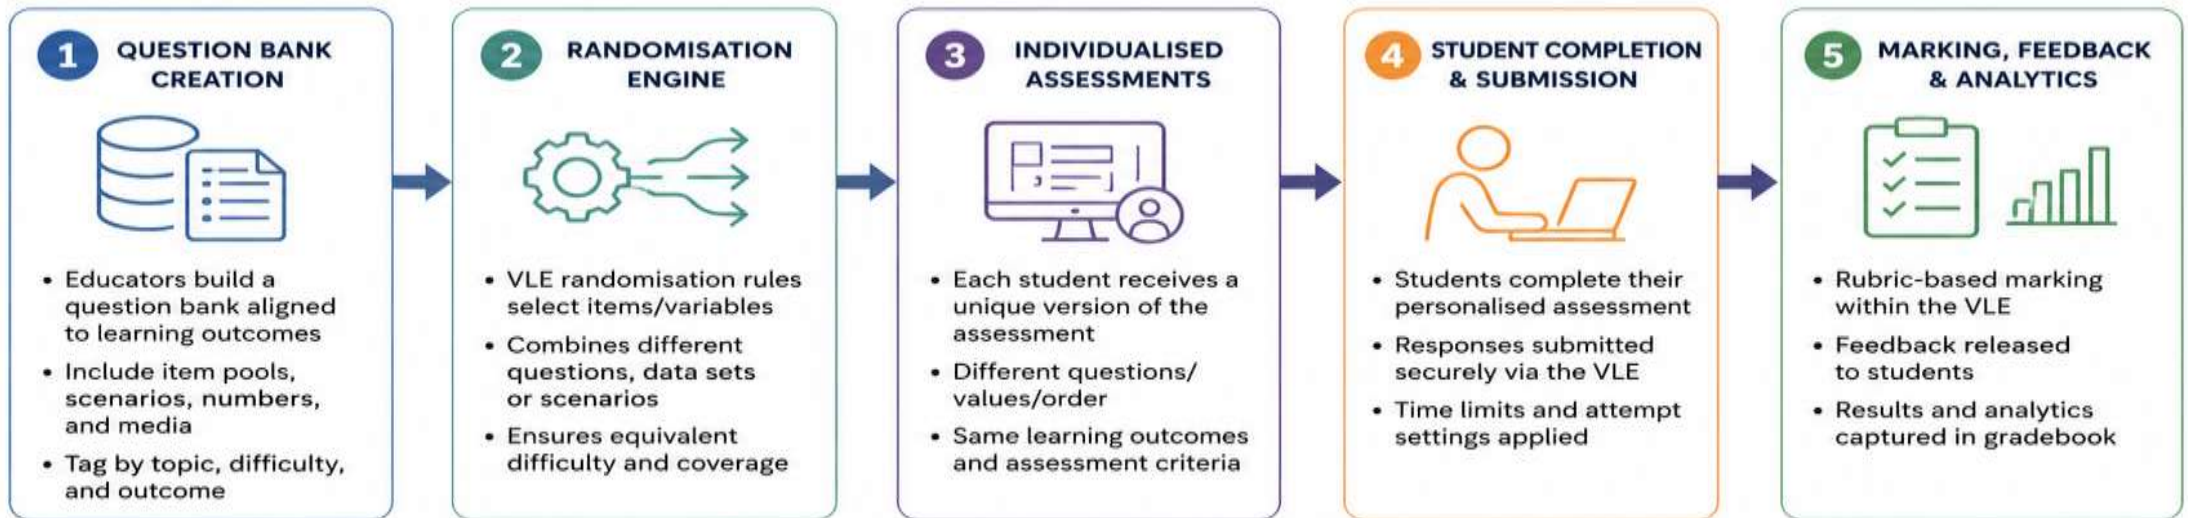 1
QUESTION BANK
CREATION
• Educators build a
question bank aligned
to learning outcomes
• Include item pools,
scenarios, numbers,
and media
• Tag by topic, difficulty,
and outcome
2
RANDOMISATION
ENGINE
• VLE randomisation rules
select items/variables
• Combines different
questions, data sets
or scenarios
• Ensures equivalent
difficulty and coverage
3
INDIVIDUALISED
ASSESSMENTS
• Each student receives a
unique version of the
assessment
• Different questions/
values/order
• Same learning outcomes
and assessment criteria
4
STUDENT COMPLETION
& SUBMISSION
• Students complete their
personalised assessment
• Responses submitted
securely via the VLE
• Time limits and attempt
settings applied
5
MARKING, FEEDBACK
& ANALYTICS
• Rubric-based marking
within the VLE
• Feedback released
to students
• Results and analytics
captured in gradebook